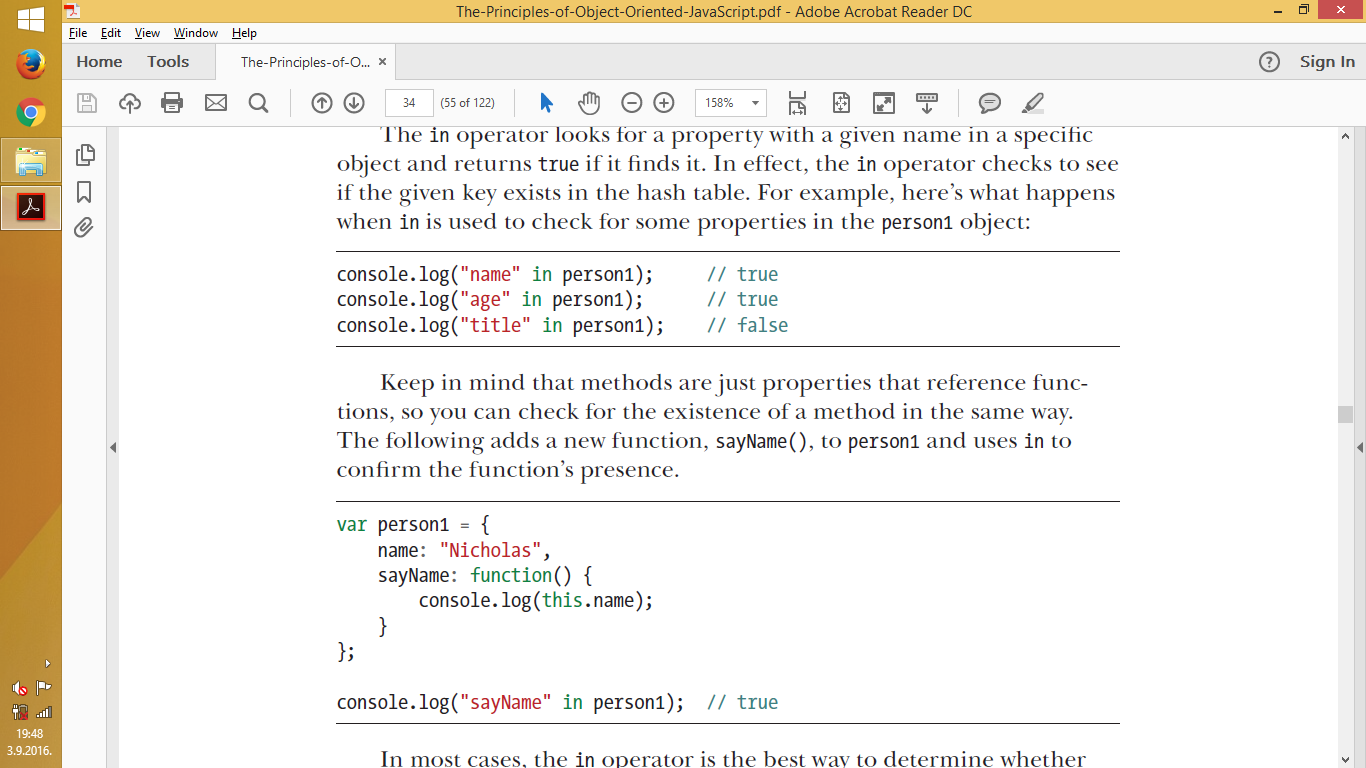 The-Principles-of-Object-Oriented-JavaScript.pdf - Adobe Acrobat Reader DC
File Edit View Window Help
Home Tools The-Principles-of-O... × ? Sign In
34 (55 of 122) 158%
The in operator looks for a property with a given name in a specific
object and returns true if it finds it. In effect, the in operator checks to see
if the given key exists in the hash table. For example, here’s what happens
when in is used to check for some properties in the person1 object:
console.log("name" in person1); // true
console.log("age" in person1); // true
console.log("title" in person1); // false
Keep in mind that methods are just properties that reference func-
tions, so you can check for the existence of a method in the same way.
The following adds a new function, sayName(), to person1 and uses in to
confirm the function’s presence.
var person1 = {
name: "Nicholas",
sayName: function() {
console.log(this.name);
}
};
console.log("sayName" in person1); // true
In most cases, the in operator is the best way to determine whether
19:48
3.9.2016.